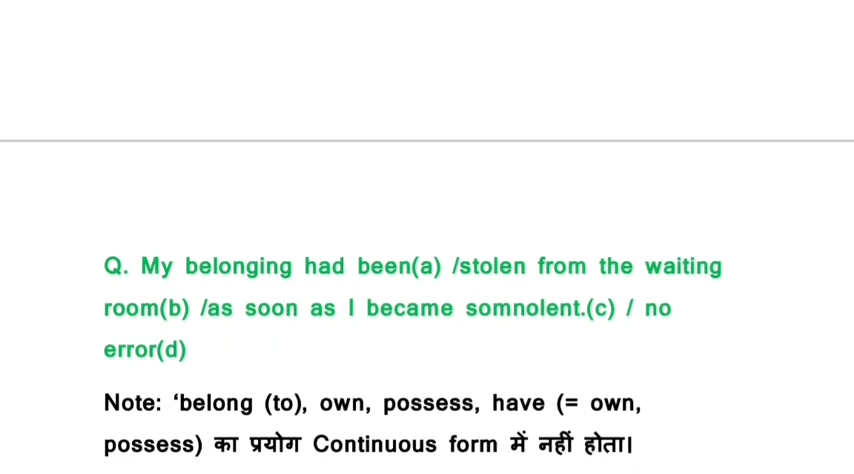 Q. My belonging had been(a) /stolen from the waiting
room(b) /as soon as I became somnolent.(c) / no
error(d)
Note: ‘belong (to), own, possess, have (= own,
possess) का प्रयोग Continuous form में नहीं होता।